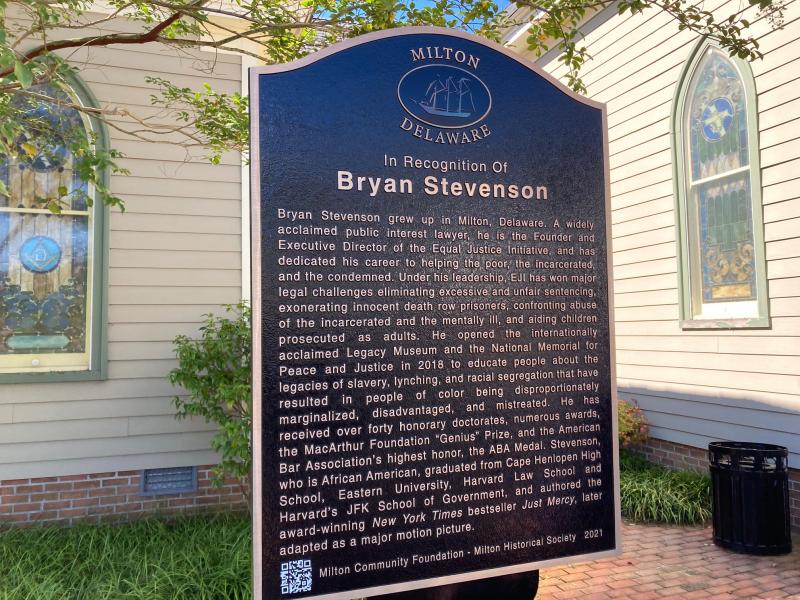 MILTON
DELAWARE
In Recognition Of
Bryan Stevenson
Bryan Stevenson grew up in Milton, Delaware. A widely
acclaimed public interest lawyer, he is the Founder and
Executive Director of the Equal Justice Initiative, and has
dedicated his career to helping the poor, the incarcerated,
and the condemned. Under his leadership, EJI has won major
legal challenges eliminating excessive and unfair sentencing,
exonerating innocent death row prisoners, confronting abuse
of the incarcerated and the mentally ill, and aiding children
prosecuted as adults. He opened the internationally
acclaimed Legacy Museum and the National Memorial for
Peace and Justice in 2018 to educate people about the
legacies of slavery, lynching, and racial segregation that have
resulted in people of color being disproportionately
marginalized, disadvantaged, and mistreated. He has
received over forty honorary doctorates, numerous awards,
the MacArthur Foundation "Genius" Prize, and the American
Bar Association's highest honor, the ABA Medal. Stevenson,
who is African American, graduated from Cape Henlopen High
School, Eastern University, Harvard Law School and
Harvard's JFK School of Government, and authored the
award-winning New York Times bestseller Just Mercy, later
adapted as a major motion picture.
Milton Community Foundation - Milton Historical Society 2021